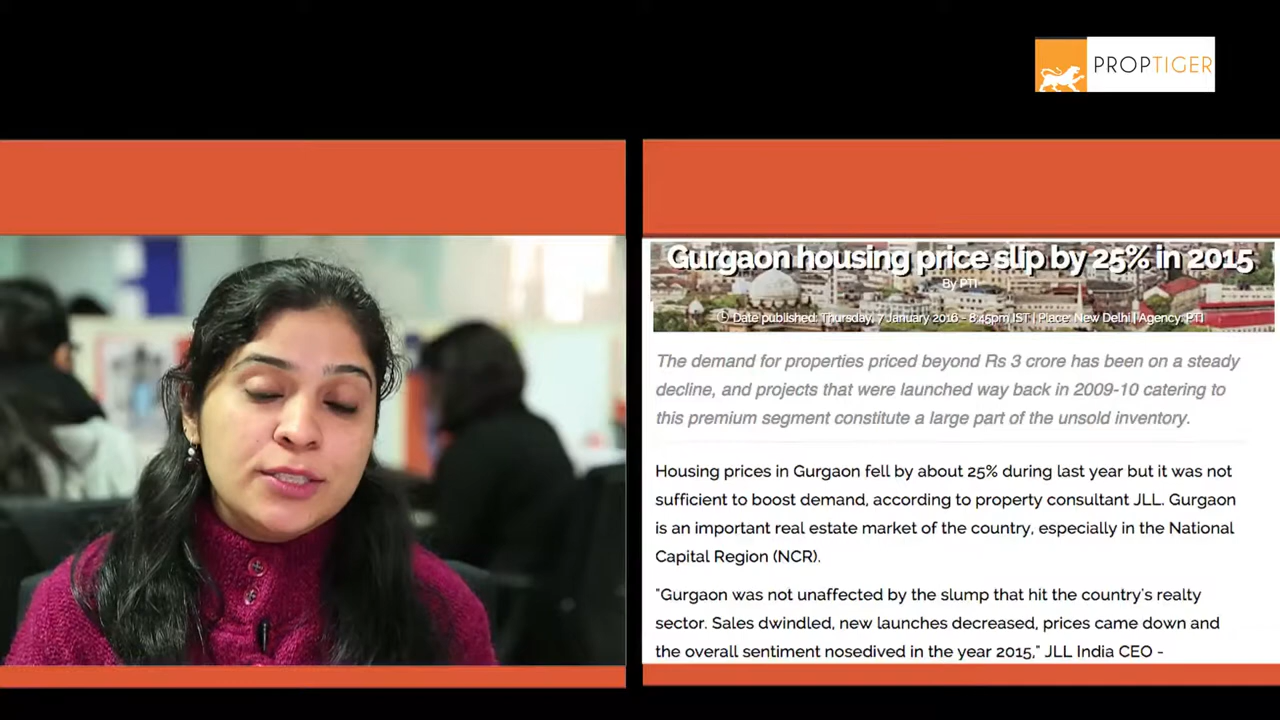 PROPTIGER
Gurgaon housing price slip by 25% in 2015
By PTI
Date published: Thursday, 7 January 2016 - 8:45pm IST | Place: New Delhi | Agency: PTI
The demand for properties priced beyond Rs 3 crore has been on a steady
decline, and projects that were launched way back in 2009-10 catering to
this premium segment constitute a large part of the unsold inventory.
Housing prices in Gurgaon fell by about 25% during last year but it was not
sufficient to boost demand, according to property consultant JLL. Gurgaon
is an important real estate market of the country, especially in the National
Capital Region (NCR).
"Gurgaon was not unaffected by the slump that hit the country's realty
sector. Sales dwindled, new launches decreased, prices came down and
the overall sentiment nosedived in the year 2015," JLL India CEO -